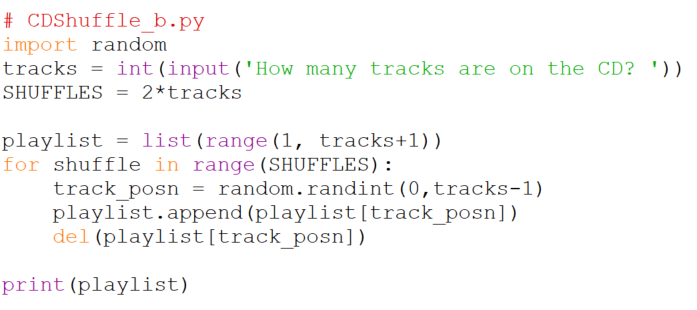 # CDShuffle_b.py
import random
tracks = int(input('How many tracks are on the CD? '))
SHUFFLES = 2*tracks

playlist = list(range(1, tracks+1))
for shuffle in range(SHUFFLES):
    track_posn = random.randint(0,tracks-1)
    playlist.append(playlist[track_posn])
    del(playlist[track_posn])

print(playlist)